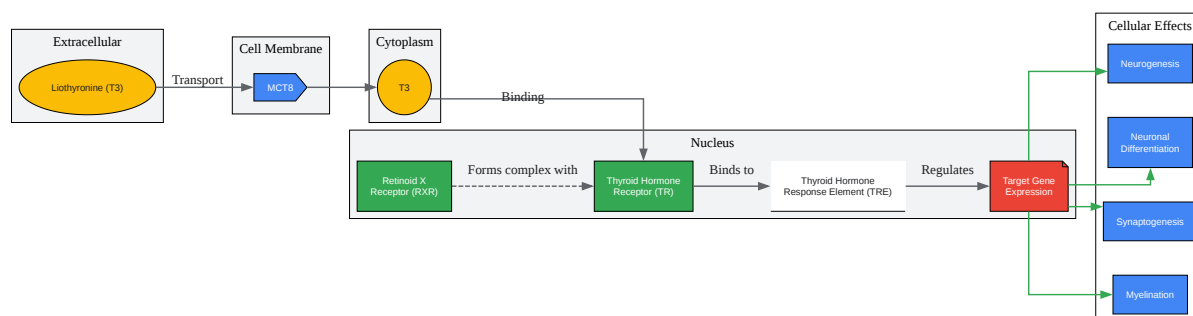 Extracellular
Liothyronine (T3)
Transport
Cell Membrane
MCT8
Cytoplasm
T3
Binding
Nucleus
Retinoid X
Receptor (RXR)
Forms complex with
Thyroid Hormone
Receptor (TR)
Binds to
Thyroid Hormone
Response Element (TRE)
Regulates
Target Gene
Expression
Cellular Effects
Neurogenesis
Neuronal
Differentiation
Synaptogenesis
Myelination